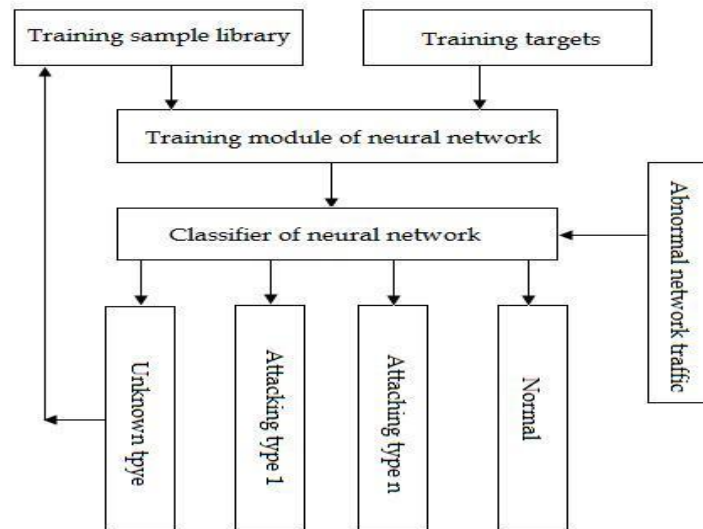 Training sample library
Training targets
Training module of neural network
Classifier of neural network
Abnormal network traffic
Unknown tpye
Attacking type 1
Attaching type n
Normal